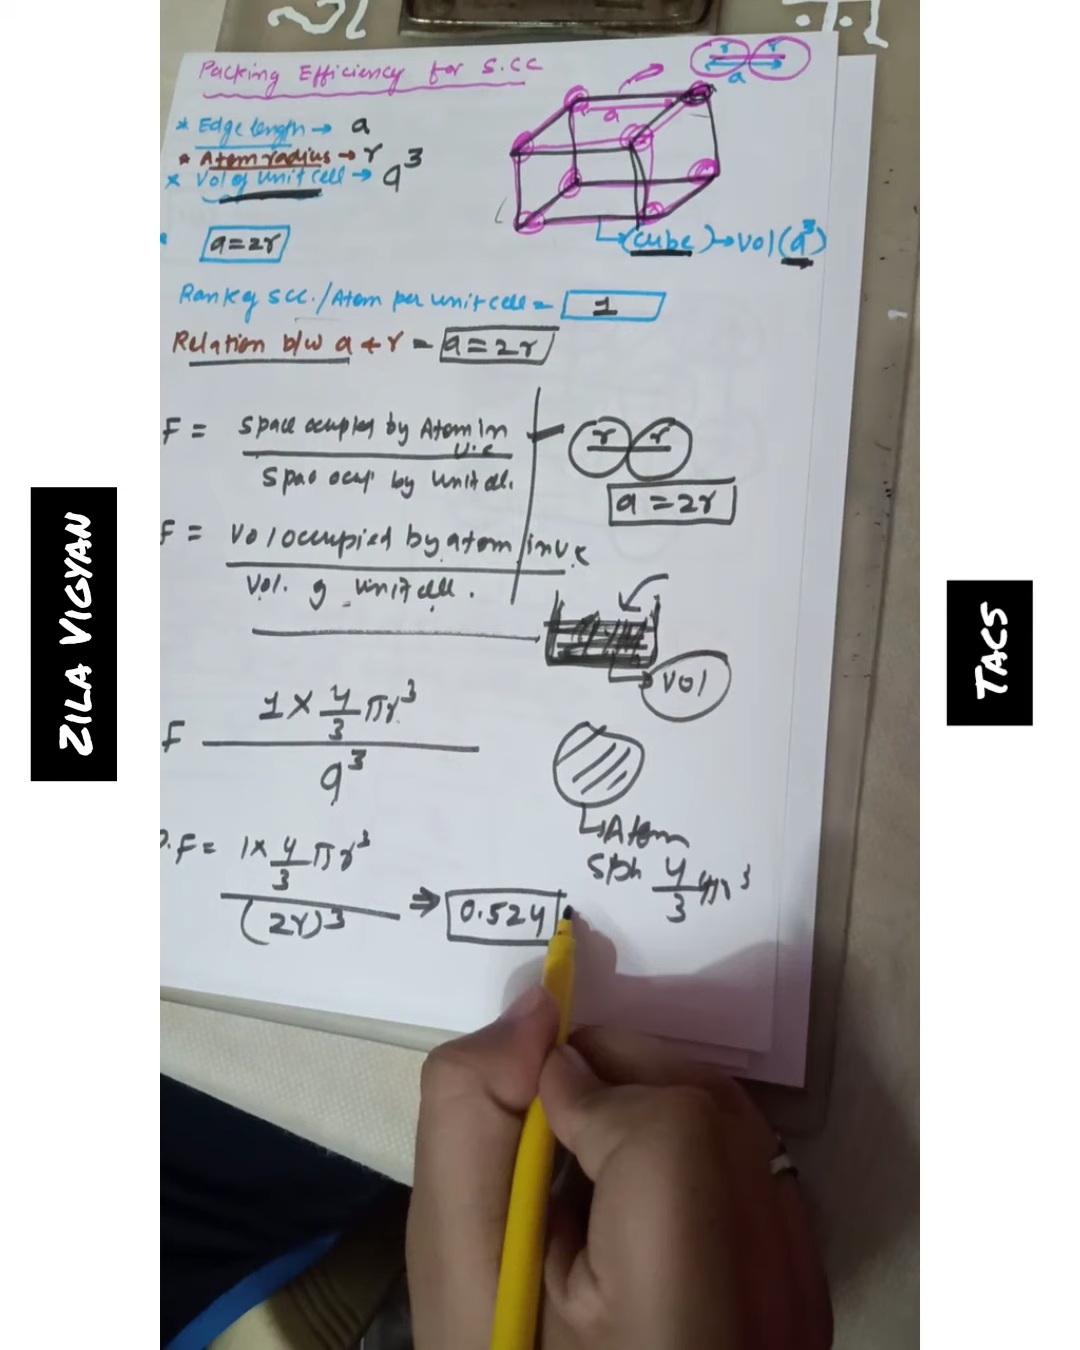 Packing Efficiency for S.CC
r r
a
* Edge length → a
a
* Atom radius → r
* Vol of unit cell → a³
(cube) → vol (a³)
a=2r
Rank of SCC./Atom per unit cell = 1
Relation b/w a & r = a=2r
F = Space occupied by Atom in U.C
Spac occup by unit cell.
r r
a=2r
F = Vol occupied by atom in U.C
Vol. of unit cell.
Vol
F 1 × 4/3 πr³
a³
Atom
Sph 4/3 πr³
.F = 1× 4/3 πr³
(2r)³ ⇒ 0.524
ZILA VIGYAN
TACS